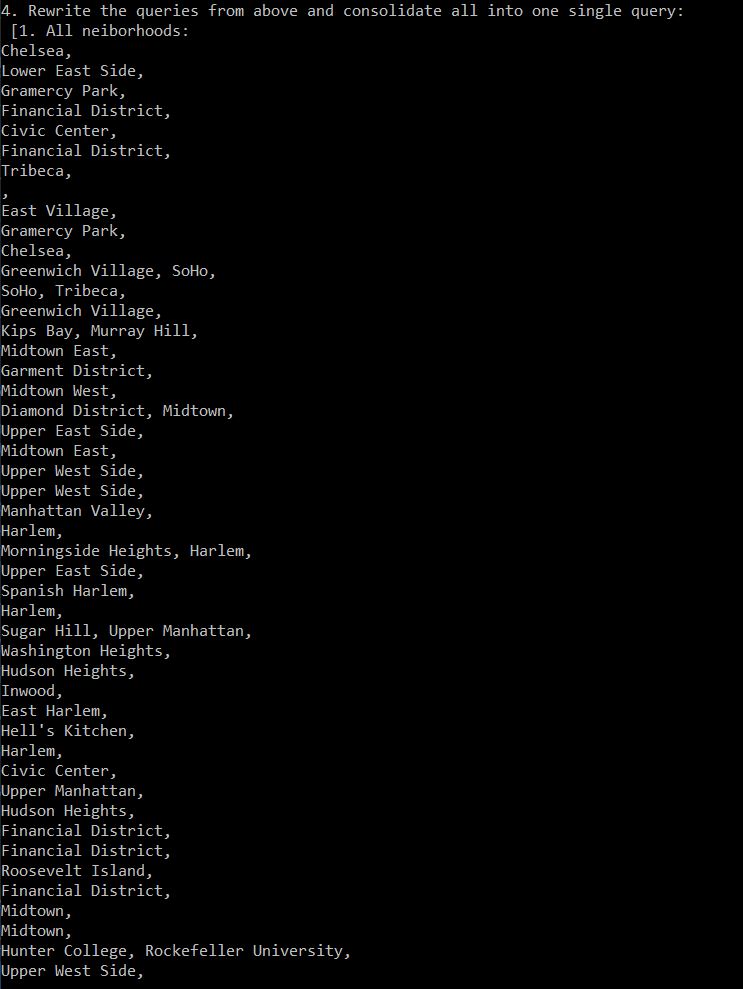 4. Rewrite the queries from above and consolidate all into one single query:
[1. All neiborhoods:
Chelsea,
Lower East Side,
Gramercy Park,
Financial District,
Civic Center,
Financial District,
Tribeca,
,
East Village,
Gramercy Park,
Chelsea,
Greenwich Village, SoHo,
SoHo, Tribeca,
Greenwich Village,
Kips Bay, Murray Hill,
Midtown East,
Garment District,
Midtown West,
Diamond District, Midtown,
Upper East Side,
Midtown East,
Upper West Side,
Upper West Side,
Manhattan Valley,
Harlem,
Morningside Heights, Harlem,
Upper East Side,
Spanish Harlem,
Harlem,
Sugar Hill, Upper Manhattan,
Washington Heights,
Hudson Heights,
Inwood,
East Harlem,
Hell's Kitchen,
Harlem,
Civic Center,
Upper Manhattan,
Hudson Heights,
Financial District,
Financial District,
Roosevelt Island,
Financial District,
Midtown,
Midtown,
Hunter College, Rockefeller University,
Upper West Side,